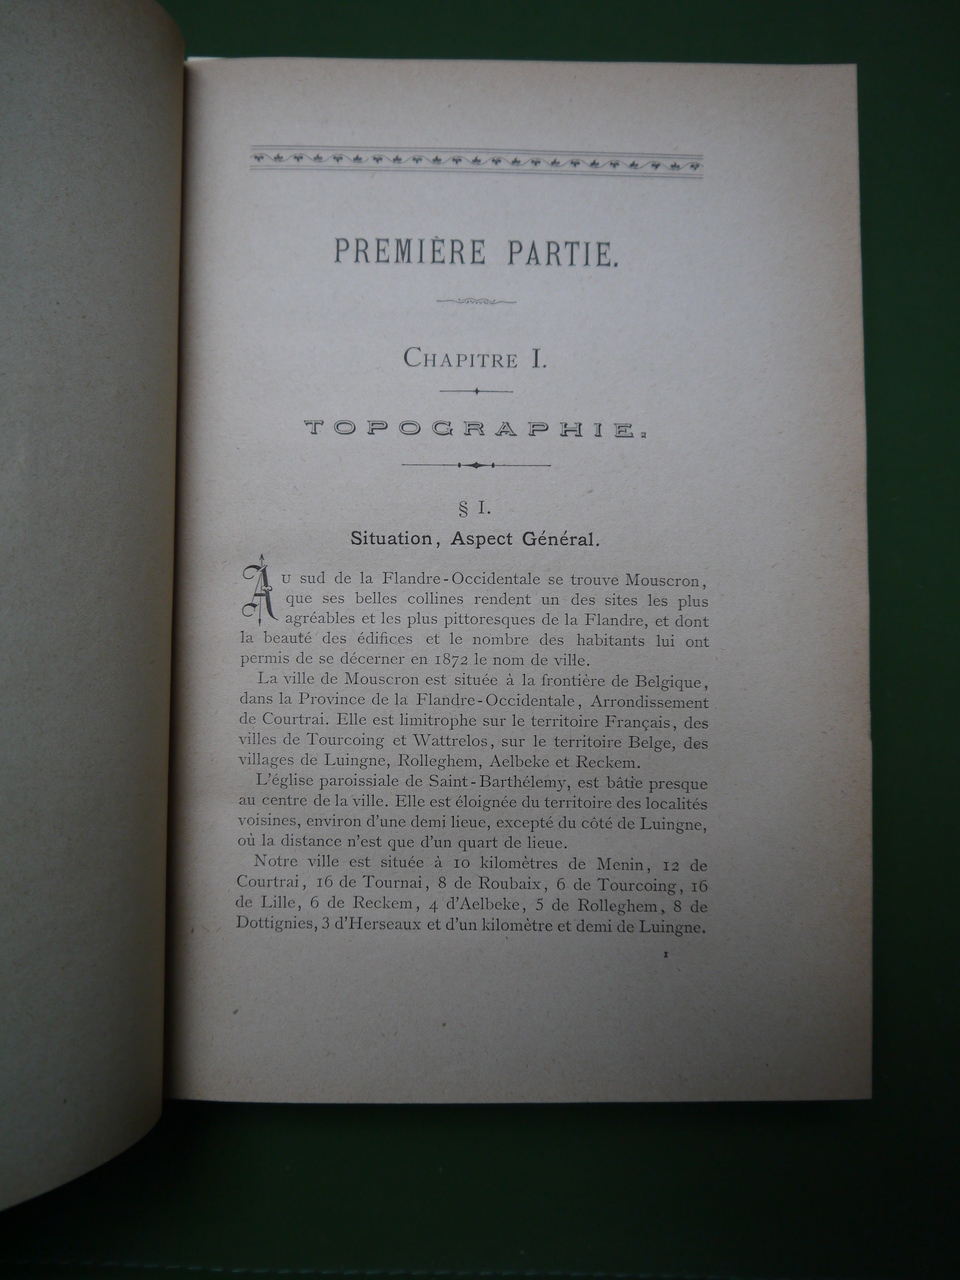 PREMIÈRE PARTIE.
CHAPITRE I.
TOPOGRAPHIE.
§ I.
Situation, Aspect Général.
AU sud de la Flandre-Occidentale se trouve Mouscron,
que ses belles collines rendent un des sites les plus
agréables et les plus pittoresques de la Flandre, et dont
la beauté des édifices et le nombre des habitants lui ont
permis de se décerner en 1872 le nom de ville.
La ville de Mouscron est située à la frontière de Belgique,
dans la Province de la Flandre-Occidentale, Arrondissement
de Courtrai. Elle est limitrophe sur le territoire Français, des
villes de Tourcoing et Wattrelos, sur le territoire Belge, des
villages de Luingne, Rolleghem, Aelbeke et Reckem.
L'église paroissiale de Saint-Barthélemy, est bâtie presque
au centre de la ville. Elle est éloignée du territoire des localités
voisines, environ d'une demi lieue, excepté du côté de Luingne,
où la distance n'est que d'un quart de lieue.
Notre ville est située à 10 kilomètres de Menin, 12 de
Courtrai, 16 de Tournai, 8 de Roubaix, 6 de Tourcoing, 16
de Lille, 6 de Reckem, 4 d'Aelbeke, 5 de Rolleghem, 8 de
Dottignies, 3 d'Herseaux et d'un kilomètre et demi de Luingne.
1